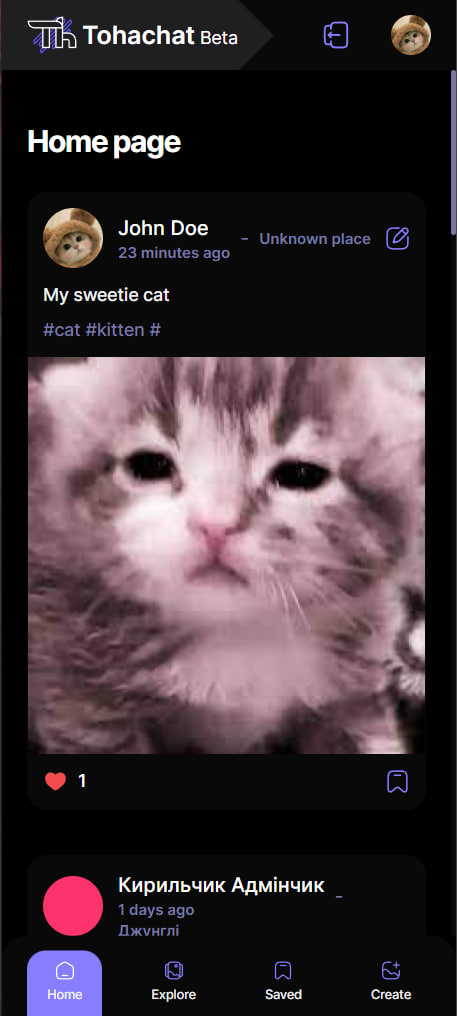 Th Tohachat Beta
Home page
John Doe
23 minutes ago - Unknown place
My sweetie cat
#cat #kitten #
1
Кирильчик Адмінчик -
1 days ago
Джунглі
Home Explore Saved Create